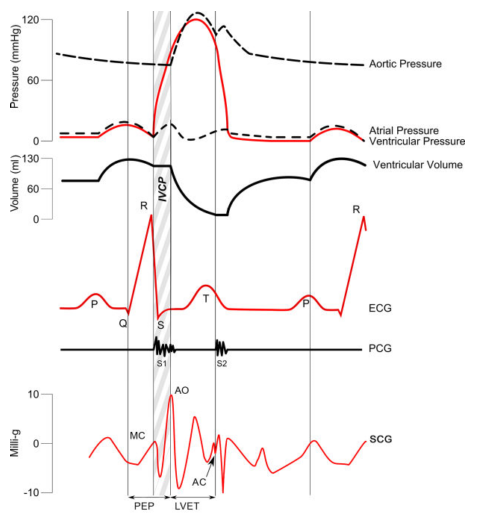 Pressure (mmHg)
120
60
0
Aortic Pressure
Atrial Pressure
Ventricular Pressure
Volume (ml)
130
60
0
IVCP
Ventricular Volume
R
R
P
T
P
Q
S
ECG
PCG
S1
S2
Milli-g
10
0
-10
AO
MC
SCG
AC
PEP
LVET